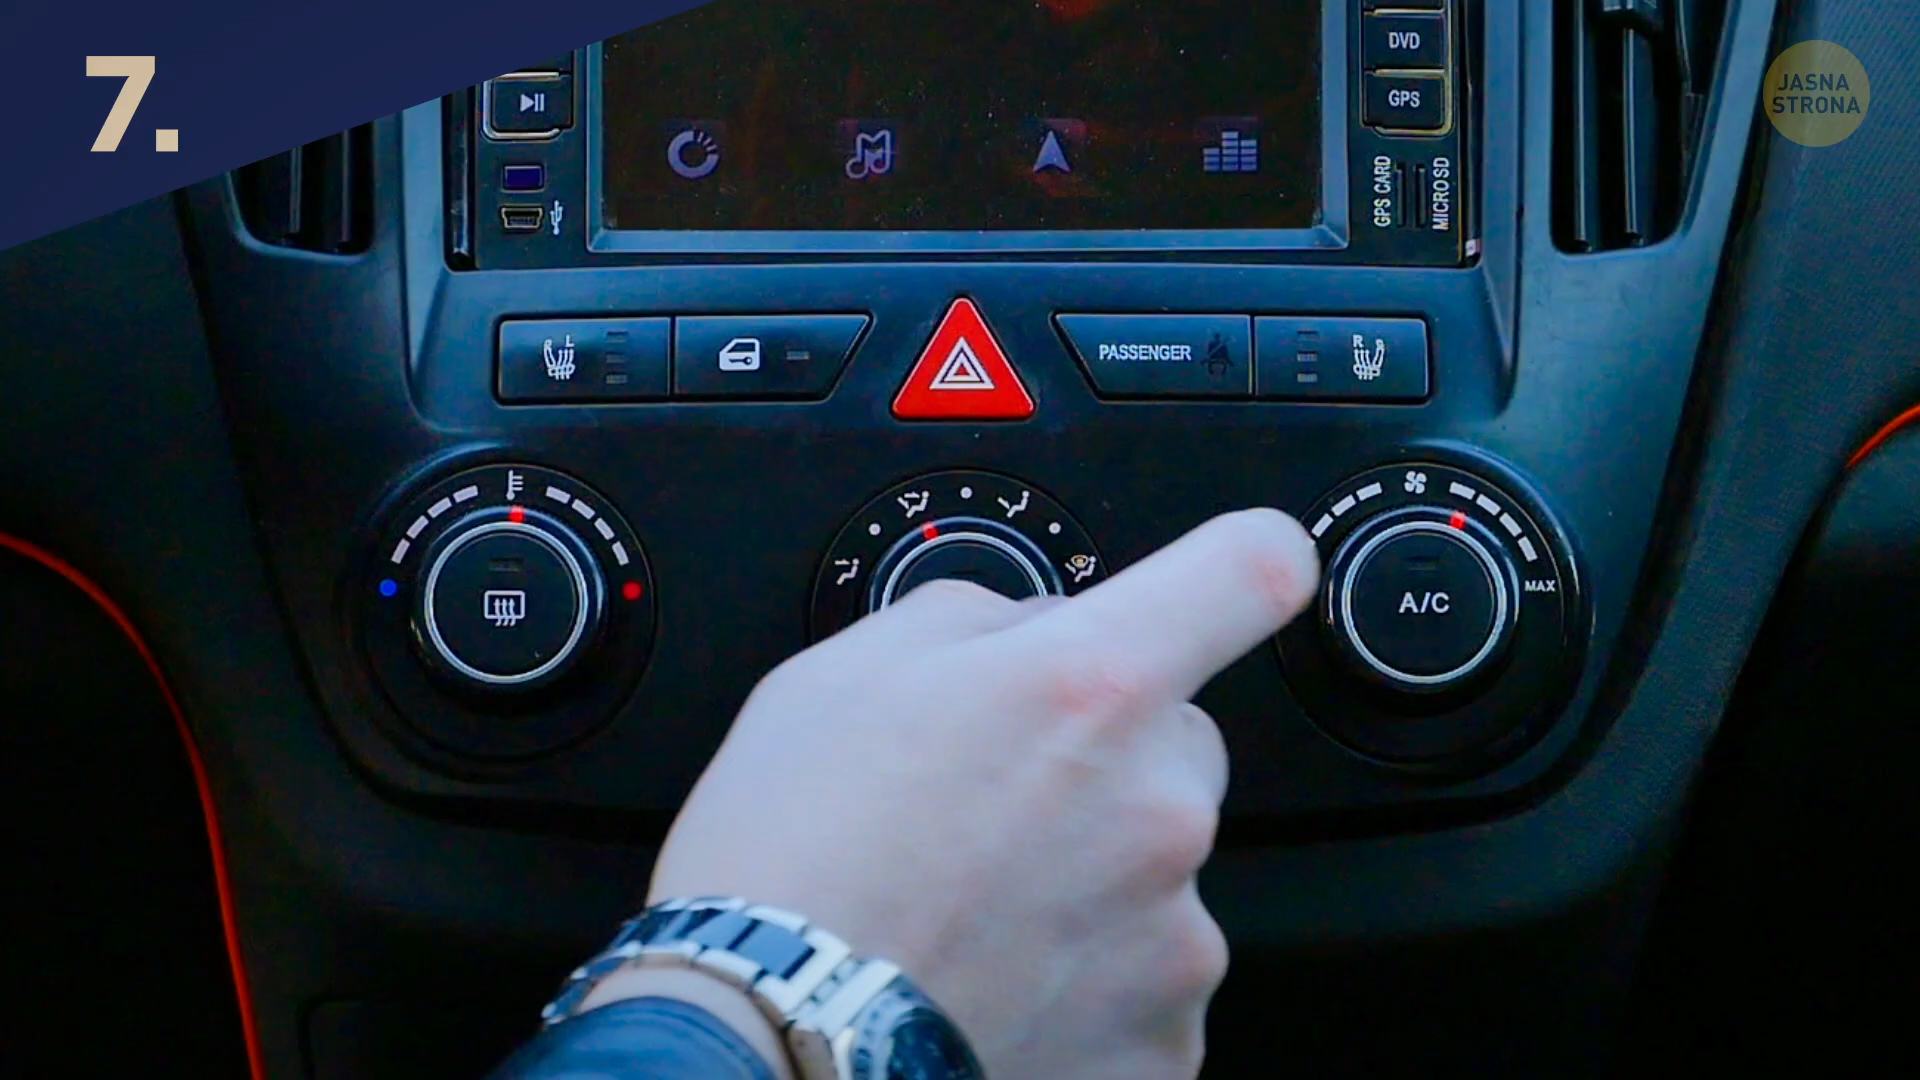 7.
JASNA
STRONA
DVD
GPS
GPS CARD
MICRO SD
L
PASSENGER
R
A/C
MAX